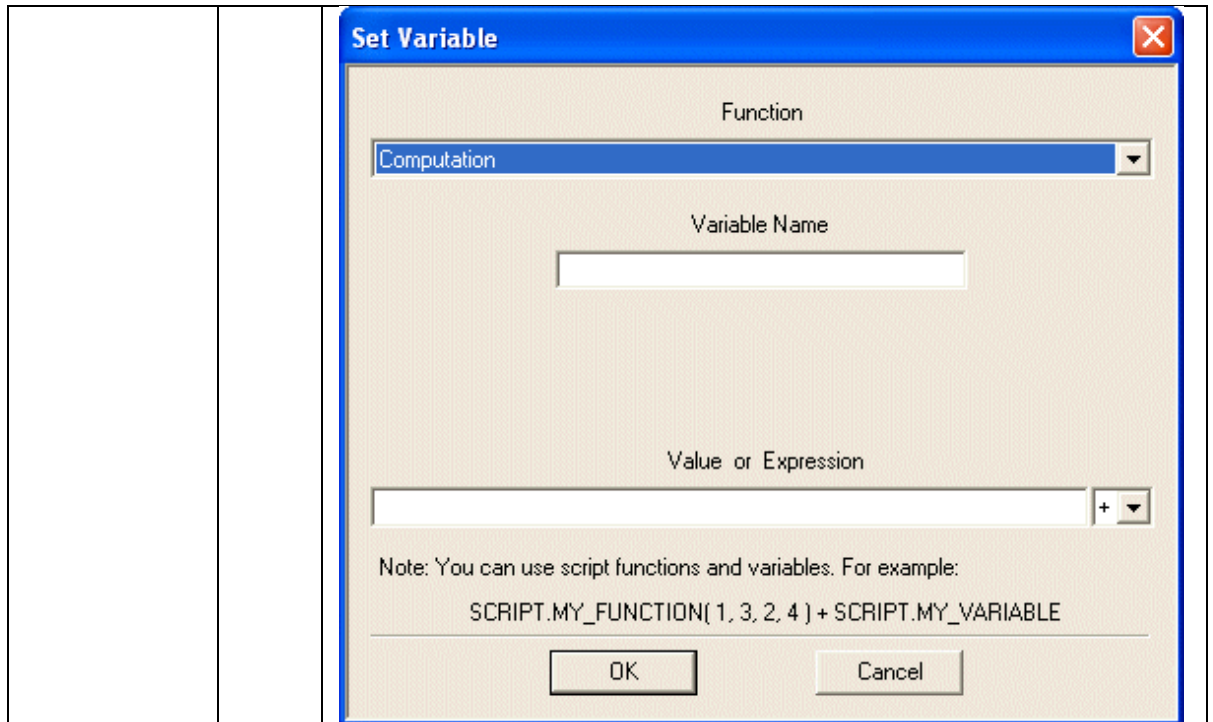 Set Variable
Function
Computation
Variable Name
Value or Expression
+
Note: You can use script functions and variables. For example:
SCRIPT.MY_FUNCTION( 1, 3, 2, 4 ) + SCRIPT.MY_VARIABLE
OK Cancel